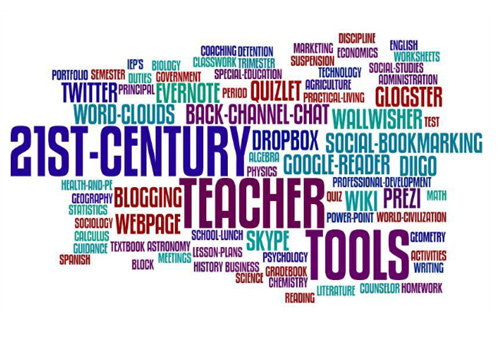 DISCIPLINE
COACHING DETENTION MARKETING ENGLISH
IEP'S BIOLOGY CLASSWORK TRIMESTER SUSPENSION ECONOMICS WORKSHEETS
PORTFOLIO SEMESTER DUTIES GOVERNMENT SPECIAL-EDUCATION TECHNOLOGY SOCIAL-STUDIES
TWITTER PRINCIPAL EVERNOTE PERIOD QUIZLET AGRICULTURE ADMINISTRATION
PRACTICAL-LIVING GLOGSTER
WORD-CLOUDS BACK-CHANNEL-CHAT WALLWISHER TEST
21ST-CENTURY DROPBOX SOCIAL-BOOKMARKING
ALGEBRA GOOGLE-READER DIIGO
PHYSICS
HEALTH-AND-PE BLOGGING TEACHER PROFESSIONAL-DEVELOPMENT
GEOGRAPHY QUIZ WIKI PREZI MATH
STATISTICS
SOCIOLOGY WEBPAGE POWER-POINT WORLD-CIVILIZATION
CALCULUS SCHOOL-LUNCH SKYPE TOOLS GEOMETRY
GUIDANCE TEXTBOOK ASTRONOMY LESSON-PLANS PSYCHOLOGY ACTIVITIES
SPANISH BLOCK MEETINGS HISTORY BUSINESS GRADEBOOK WRITING
SCIENCE CHEMISTRY
READING LITERATURE COUNSELOR HOMEWORK